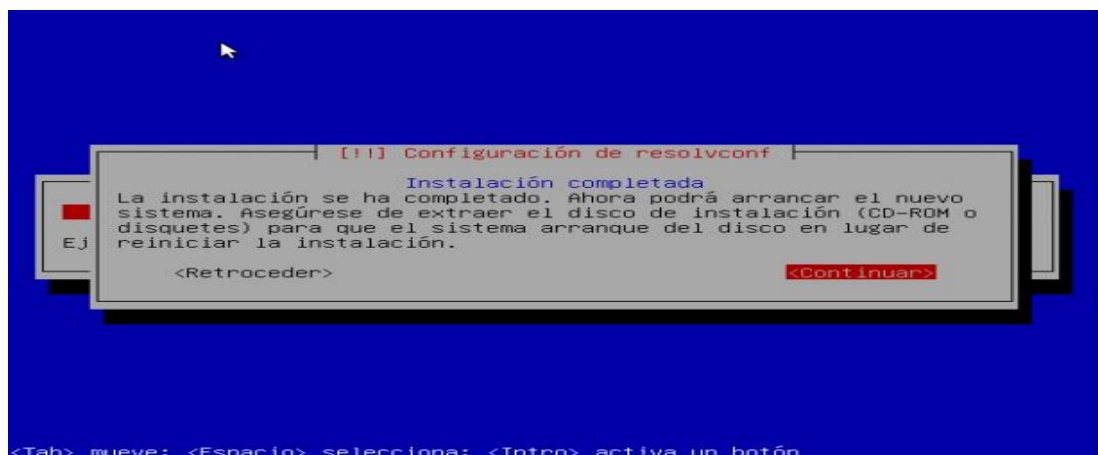 [!!] Configuración de resolvconf
Instalación completada
La instalación se ha completado. Ahora podrá arrancar el nuevo
sistema. Asegúrese de extraer el disco de instalación (CD-ROM o
disquetes) para que el sistema arranque del disco en lugar de
Ej
reiniciar la instalación.
<Retroceder> <Continuar>
<Tab> mueve; <Espacio> selecciona; <Intro> activa un botón